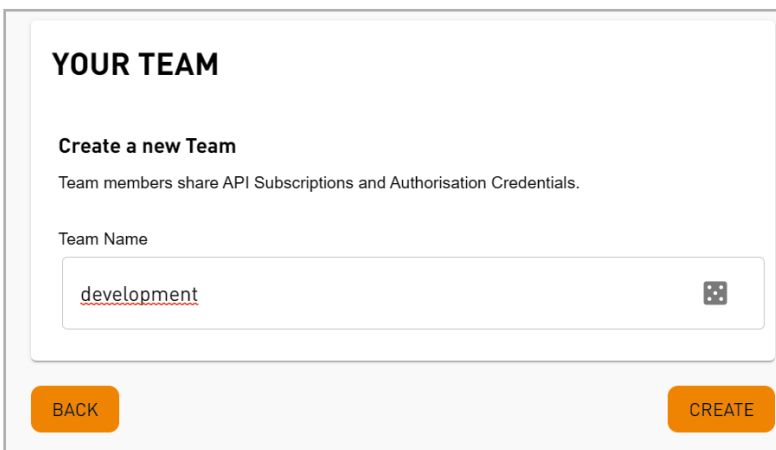 YOUR TEAM
Create a new Team
Team members share API Subscriptions and Authorisation Credentials.
Team Name
development
BACK
CREATE